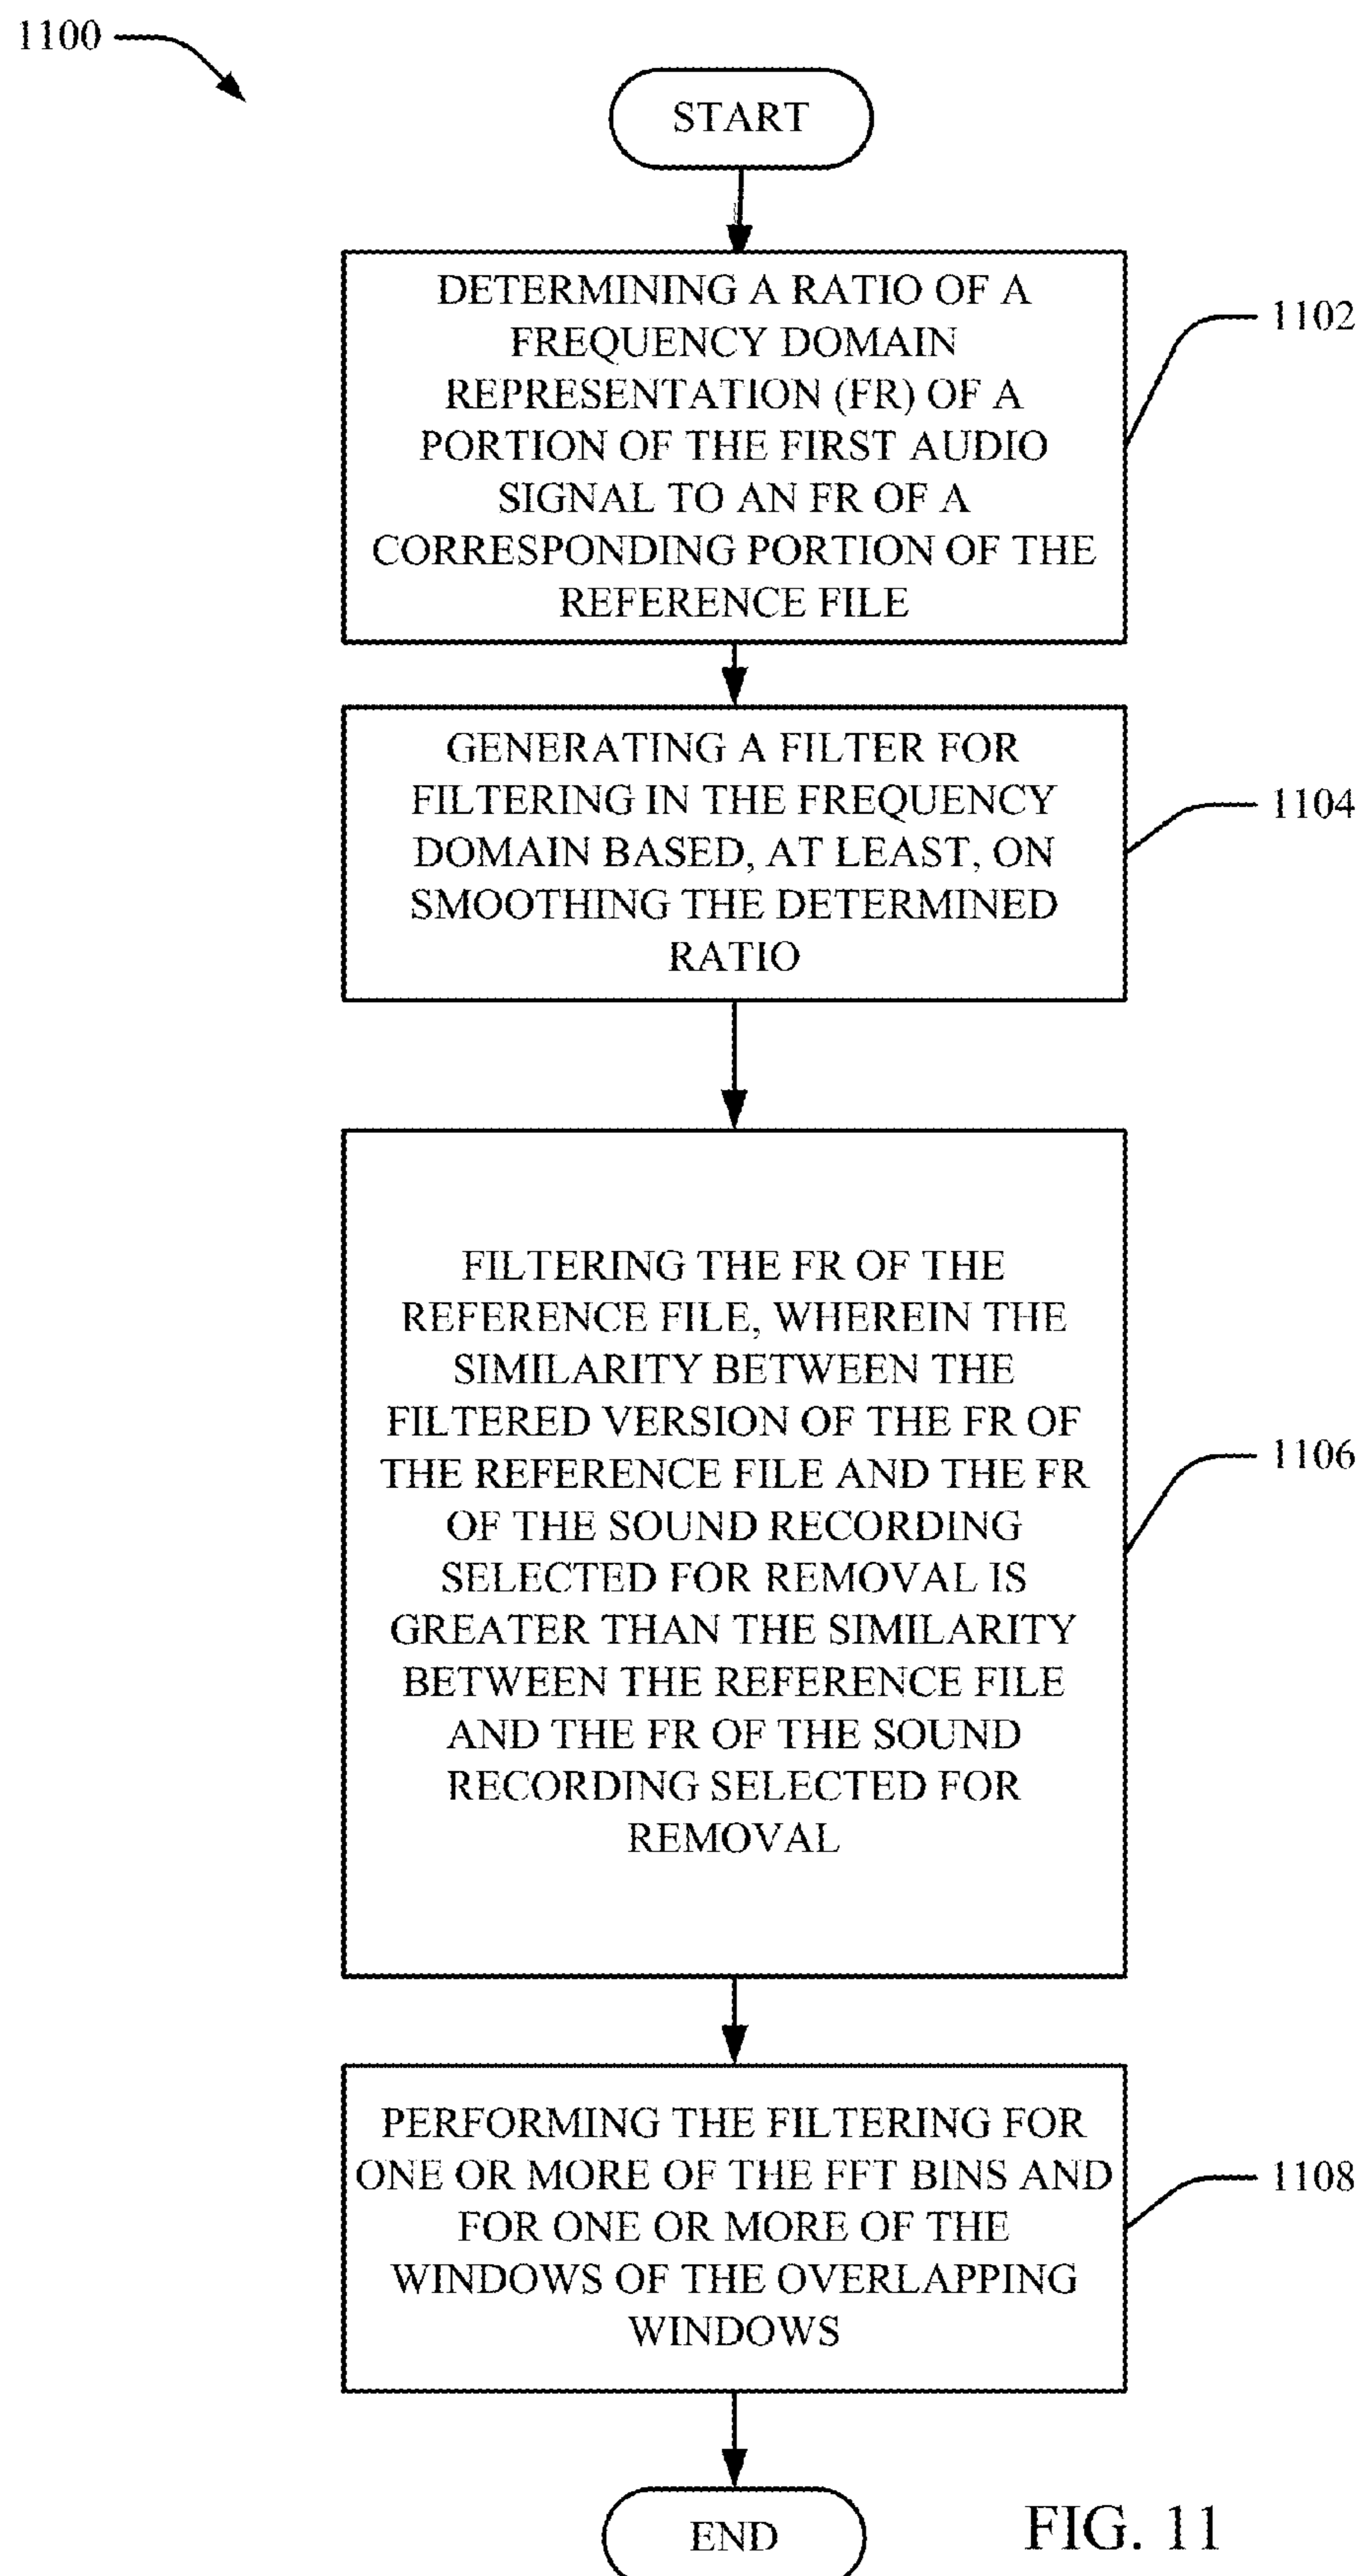 1100
START
DETERMINING A RATIO OF A
FREQUENCY DOMAIN
REPRESENTATION (FR) OF A
PORTION OF THE FIRST AUDIO
SIGNAL TO AN FR OF A
CORRESPONDING PORTION OF THE
REFERENCE FILE
1102
GENERATING A FILTER FOR
FILTERING IN THE FREQUENCY
DOMAIN BASED, AT LEAST, ON
SMOOTHING THE DETERMINED
RATIO
1104
FILTERING THE FR OF THE
REFERENCE FILE, WHEREIN THE
SIMILARITY BETWEEN THE
FILTERED VERSION OF THE FR OF
THE REFERENCE FILE AND THE FR
OF THE SOUND RECORDING
SELECTED FOR REMOVAL IS
GREATER THAN THE SIMILARITY
BETWEEN THE REFERENCE FILE
AND THE FR OF THE SOUND
RECORDING SELECTED FOR
REMOVAL
1106
PERFORMING THE FILTERING FOR
ONE OR MORE OF THE FFT BINS AND
FOR ONE OR MORE OF THE
WINDOWS OF THE OVERLAPPING
WINDOWS
1108
END
FIG. 11